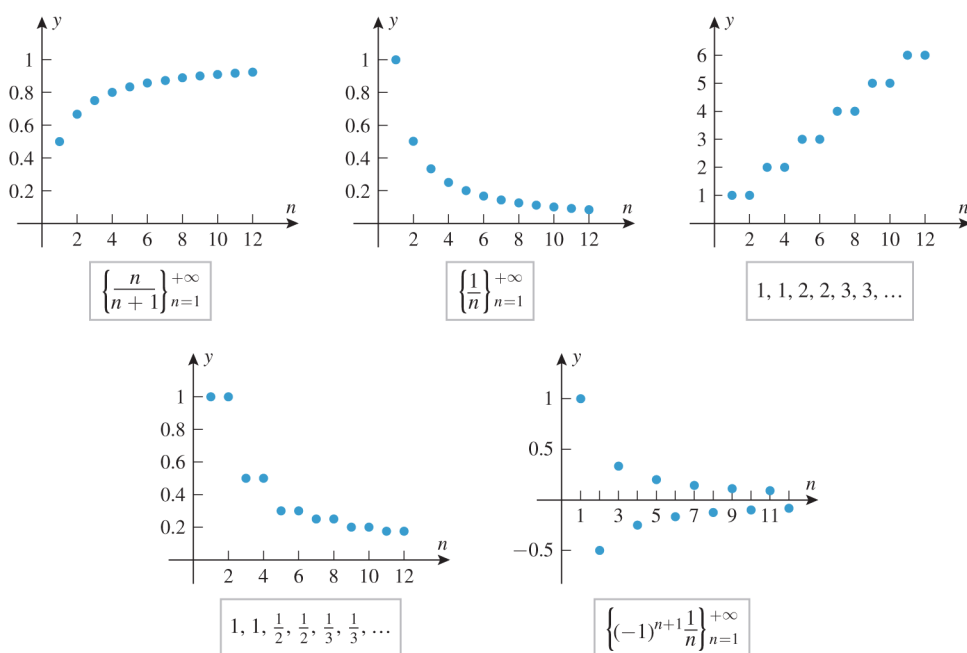 y
1
0.8
0.6
0.4
0.2
n
2 4 6 8 10 12
{n/(n + 1)}_{n=1}^{+∞}
y
1
0.8
0.6
0.4
0.2
n
2 4 6 8 10 12
{1/n}_{n=1}^{+∞}
y
6
5
4
3
2
1
n
2 4 6 8 10 12
1, 1, 2, 2, 3, 3, …
y
1
0.8
0.6
0.4
0.2
n
2 4 6 8 10 12
1, 1, 1/2, 1/2, 1/3, 1/3, …
y
1
0.5
n
1 3 5 7 9 11
−0.5
{(−1)^{n+1} 1/n}_{n=1}^{+∞}